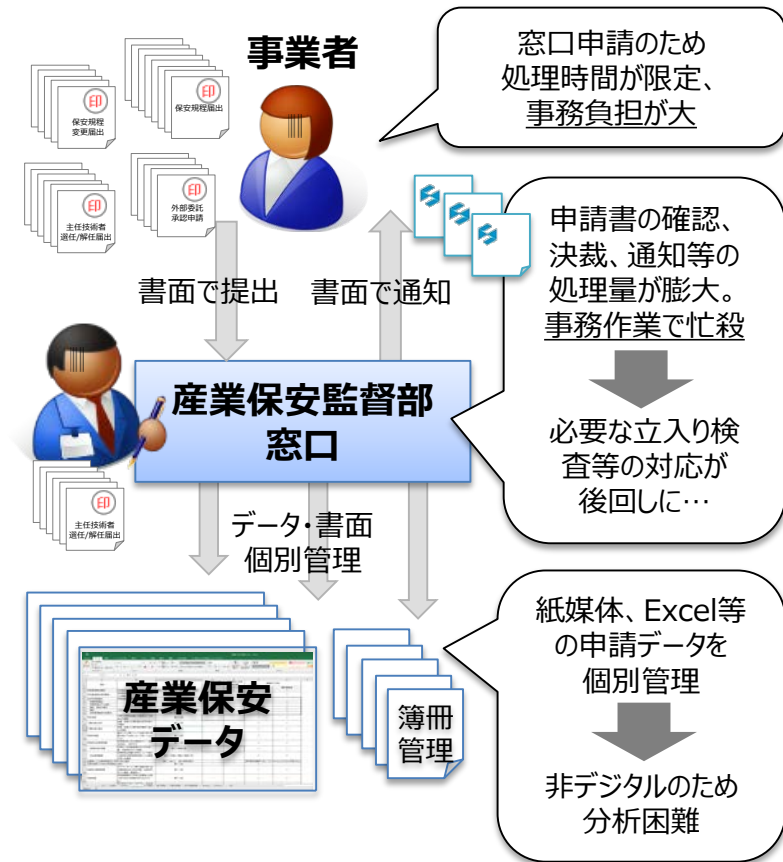 事業者
印
保安規程
変更届出
印
保安規程届出
印
主任技術者
選任/解任届出
印
外部委託
承認申請
窓口申請のため
処理時間が限定、
事務負担が大
書面で提出
書面で通知
申請書の確認、
決裁、通知等の
処理量が膨大。
事務作業で忙殺
必要な立入り検
査等の対応が
後回しに…
産業保安監督部
窓口
印
主任技術者
選任/解任届出
データ・書面
個別管理
産業保安
データ
簿冊
管理
紙媒体、Excel等
の申請データを
個別管理
非デジタルのため
分析困難